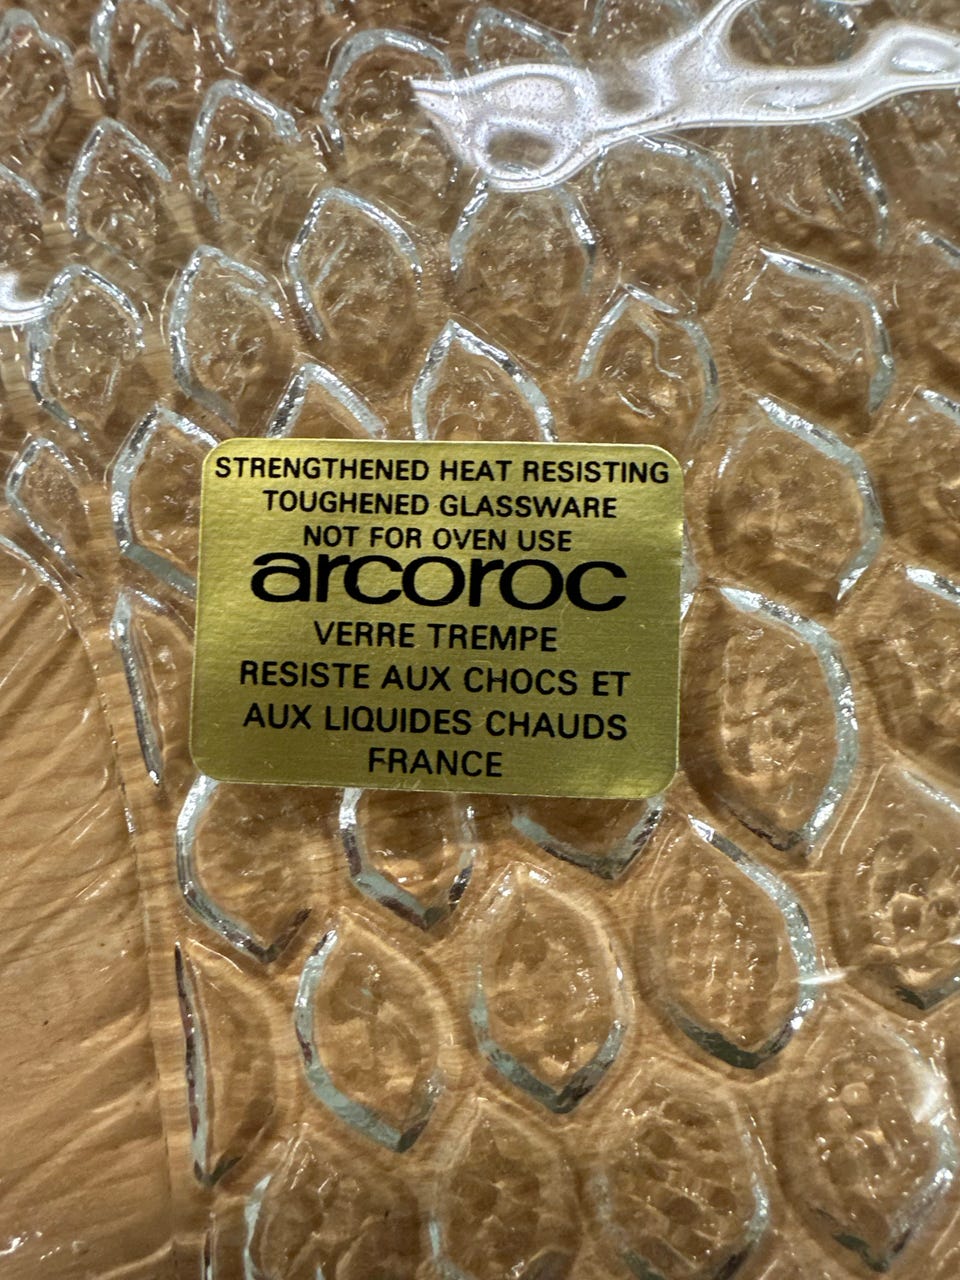 STRENGTHENED HEAT RESISTING
TOUGHENED GLASSWARE
NOT FOR OVEN USE
arcoroc
VERRE TREMPE
RESISTE AUX CHOCS ET
AUX LIQUIDES CHAUDS
FRANCE